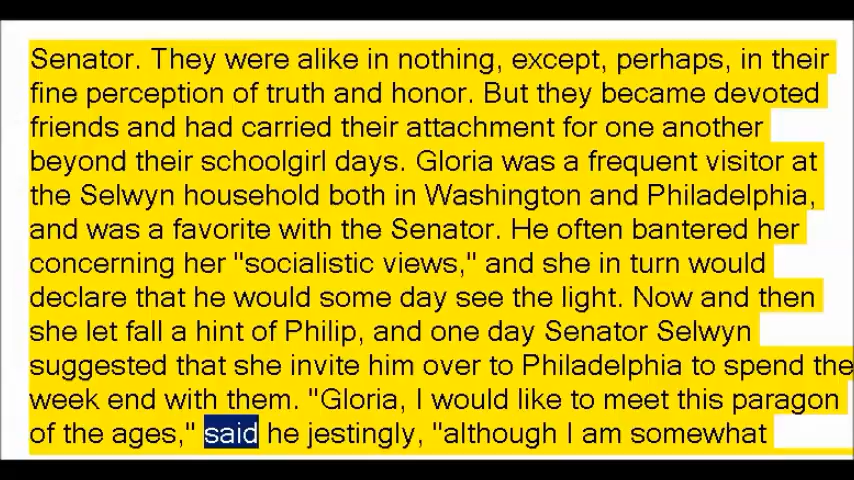 Senator. They were alike in nothing, except, perhaps, in their
fine perception of truth and honor. But they became devoted
friends and had carried their attachment for one another
beyond their schoolgirl days. Gloria was a frequent visitor at
the Selwyn household both in Washington and Philadelphia,
and was a favorite with the Senator. He often bantered her
concerning her "socialistic views," and she in turn would
declare that he would some day see the light. Now and then
she let fall a hint of Philip, and one day Senator Selwyn
suggested that she invite him over to Philadelphia to spend the
week end with them. "Gloria, I would like to meet this paragon
of the ages," said he jestingly, "although I am somewhat